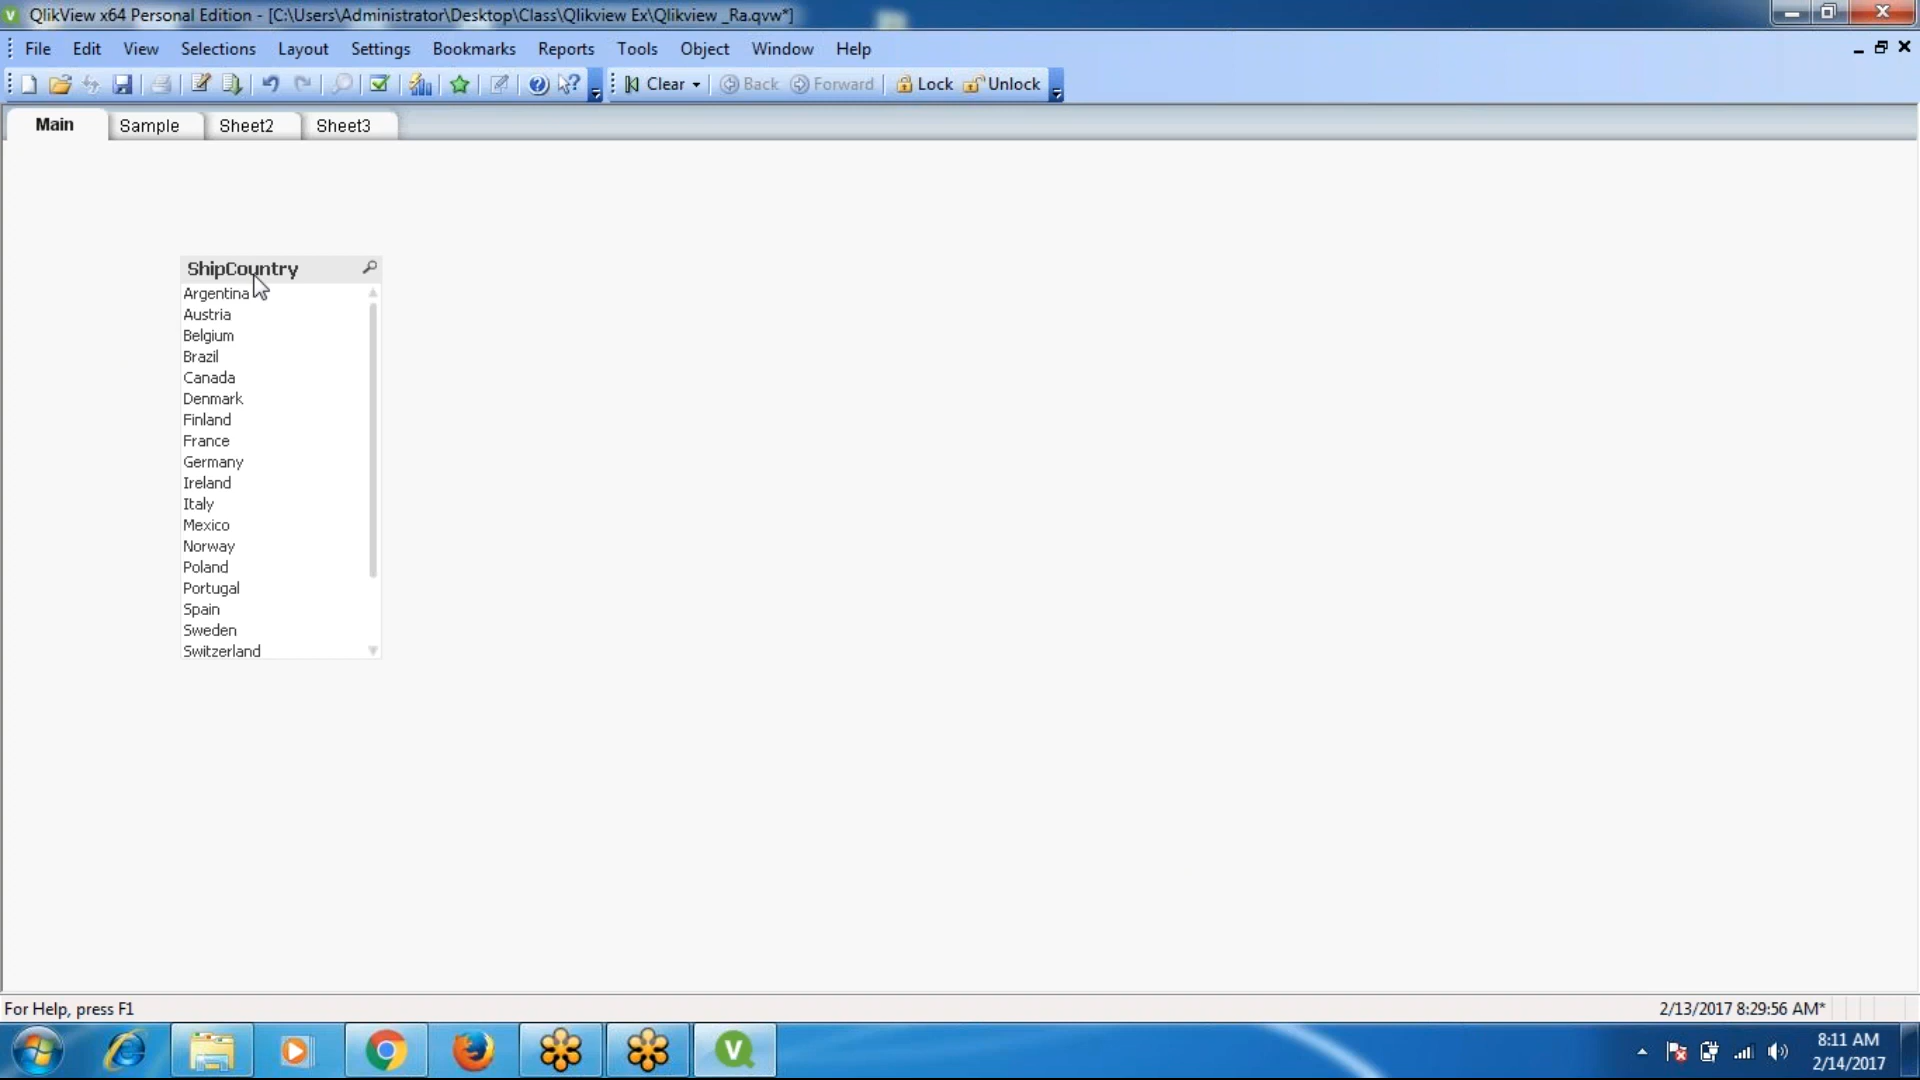 QlikView x64 Personal Edition - [C:\Users\Administrator\Desktop\Class\Qlikview Ex\Qlikview _Ra.qvw*]
File Edit View Selections Layout Settings Bookmarks Reports Tools Object Window Help
Clear Back Forward Lock Unlock
Main Sample Sheet2 Sheet3
ShipCountry
Argentina
Austria
Belgium
Brazil
Canada
Denmark
Finland
France
Germany
Ireland
Italy
Mexico
Norway
Poland
Portugal
Spain
Sweden
Switzerland
For Help, press F1 2/13/2017 8:29:56 AM*
8:11 AM
2/14/2017